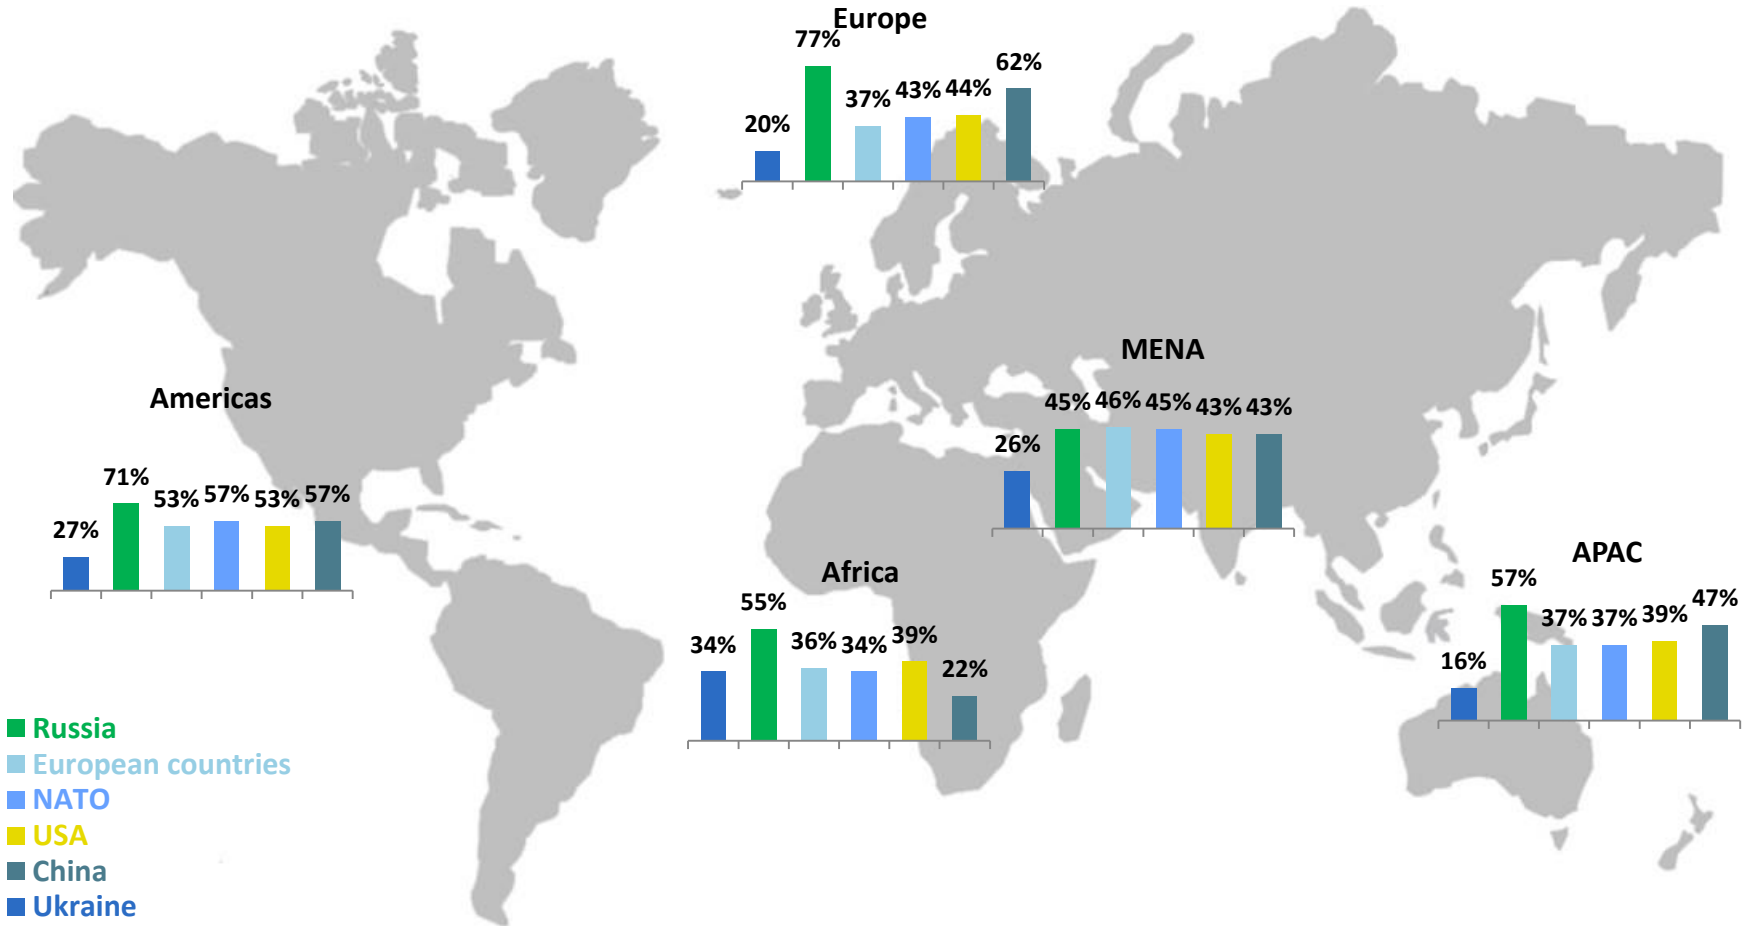 Europe
77%
62%
37%
43%
44%
20%
MENA
45%
46%
45%
43%
43%
26%
Americas
71%
53%
57%
53%
57%
27%
Africa
55%
34%
36%
34%
39%
22%
APAC
57%
37%
37%
39%
47%
16%
Russia
European countries
NATO
USA
China
Ukraine